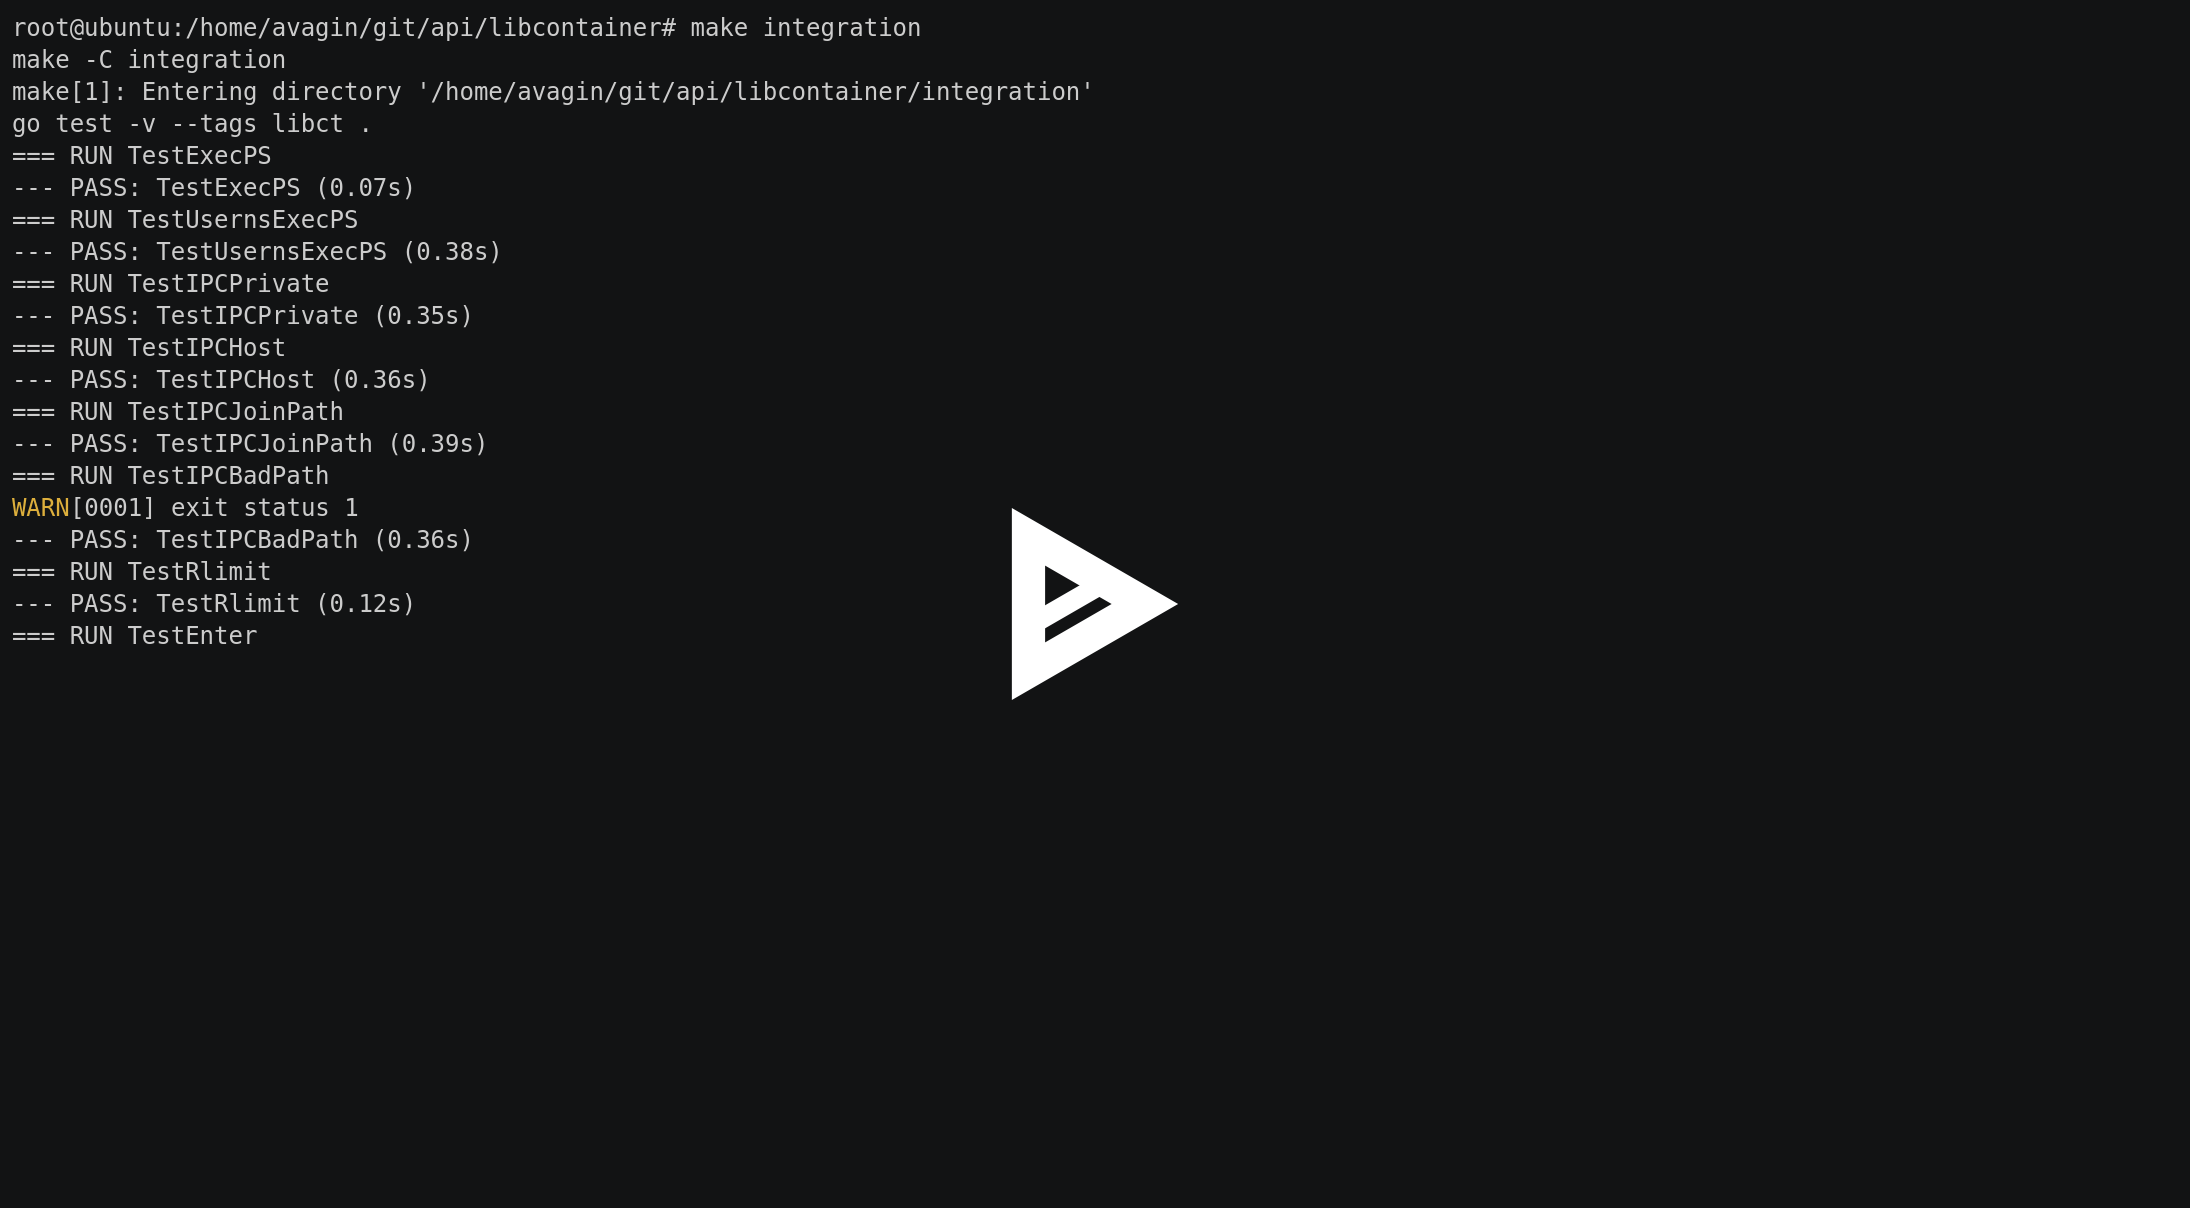 root@ubuntu:/home/avagin/git/api/libcontainer# make integration
make -C integration
make[1]: Entering directory '/home/avagin/git/api/libcontainer/integration'
go test -v --tags libct .
=== RUN TestExecPS
--- PASS: TestExecPS (0.07s)
=== RUN TestUsernsExecPS
--- PASS: TestUsernsExecPS (0.38s)
=== RUN TestIPCPrivate
--- PASS: TestIPCPrivate (0.35s)
=== RUN TestIPCHost
--- PASS: TestIPCHost (0.36s)
=== RUN TestIPCJoinPath
--- PASS: TestIPCJoinPath (0.39s)
=== RUN TestIPCBadPath
WARN[0001] exit status 1
--- PASS: TestIPCBadPath (0.36s)
=== RUN TestRlimit
--- PASS: TestRlimit (0.12s)
=== RUN TestEnter